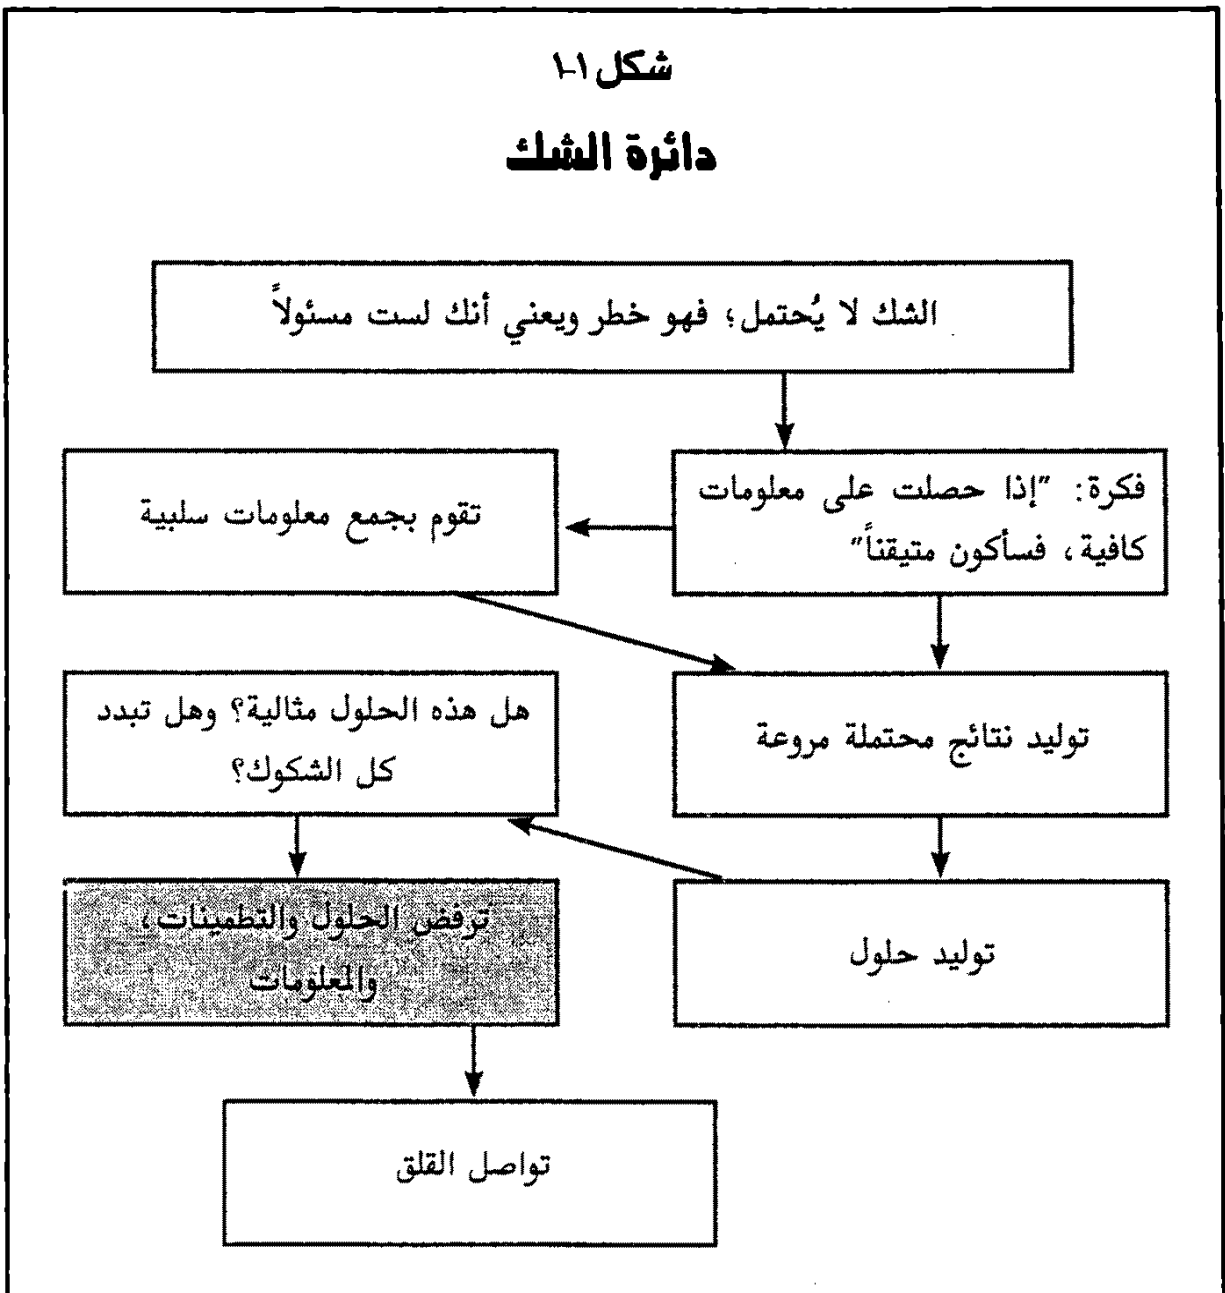 شكل ١-١
دائرة الشك
الشك لا يُحتمل؛ فهو خطر ويعني أنك لست مسئولاً
فكرة: "إذا حصلت على معلومات
كافية، فسأكون متيقناً"
تقوم بجمع معلومات سلبية
توليد نتائج محتملة مروعة
هل هذه الحلول مثالية؟ وهل تبدد
كل الشكوك؟
توليد حلول
ترفض الحلول والتطمينات،
والمعلومات
تواصل القلق